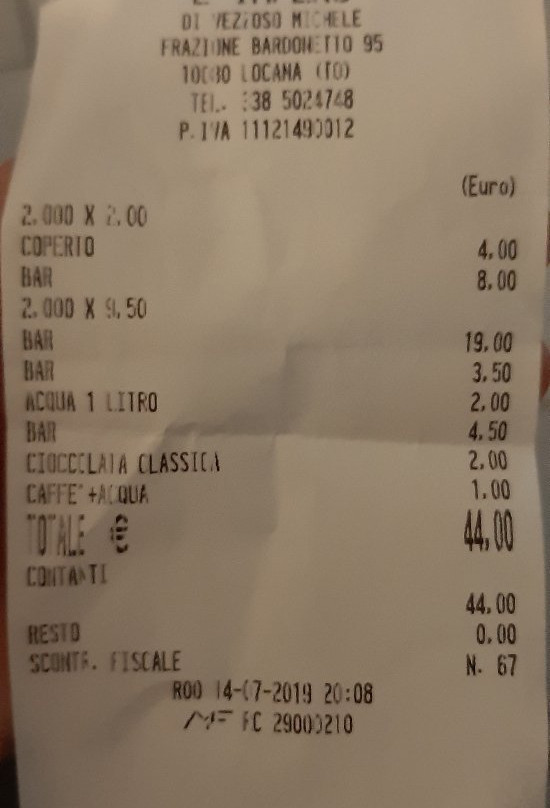 DI VEZZOSO MICHELE
FRAZIONE BARDONETTO 95
10080 LOCANA (TO)
TEL. 338 5024748
P.IVA 11121490012
(Euro)
2.000 X 2.00
COPERTO 4.00
BAR 8.00
2.000 X 9.50
BAR 19.00
BAR 3.50
ACQUA 1 LITRO 2.00
BAR 4.50
CIOCCOLATA CLASSICA 2.00
CAFFE'+ACQUA 1.00
TOTALE € 44.00
CONTANTI
44.00
RESTO 0.00
SCONTR. FISCALE N. 67
R00 14-07-2019 20:08
MF FC 29000210